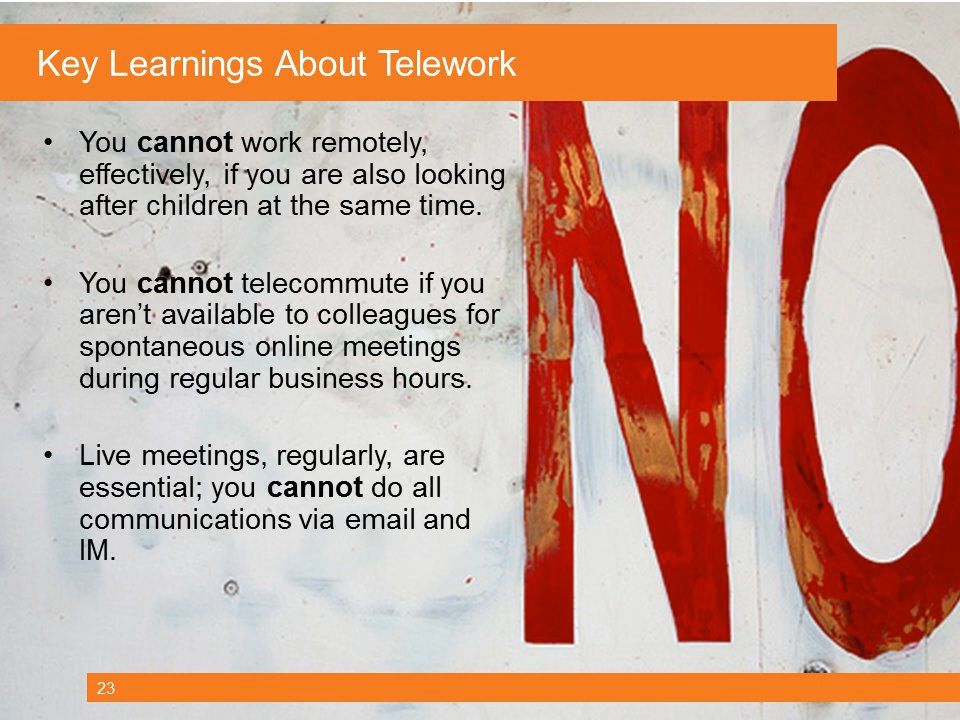 Key Learnings About Telework
• You cannot work remotely,
effectively, if you are also looking
after children at the same time.
• You cannot telecommute if you
aren’t available to colleagues for
spontaneous online meetings
during regular business hours.
• Live meetings, regularly, are
essential; you cannot do all
communications via email and
IM.
NO
23